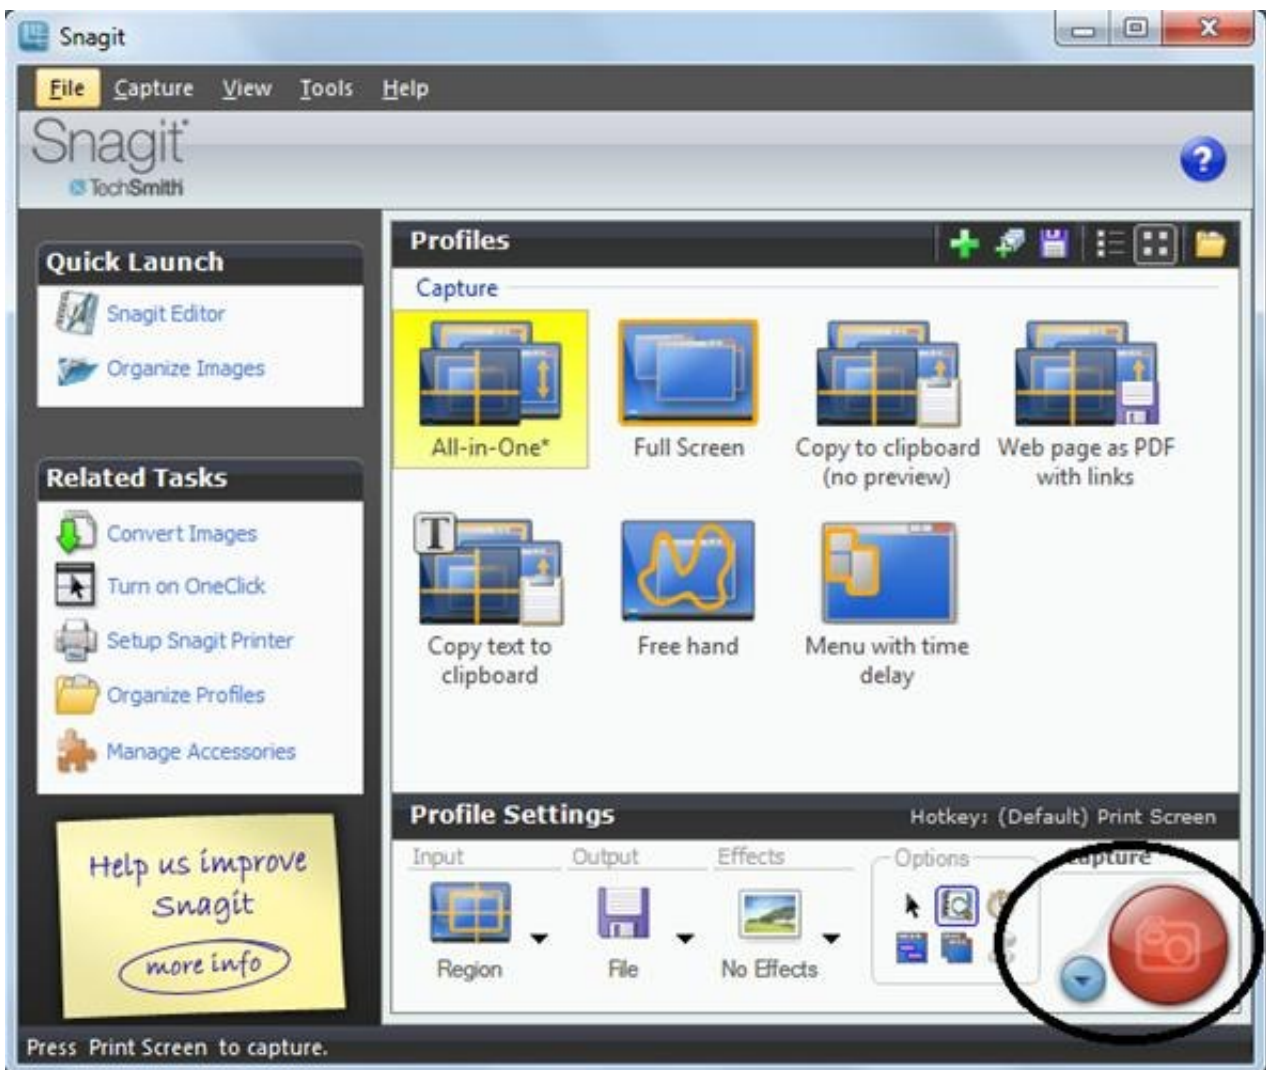 Snagit
File Capture View Tools Help
Snagit
TechSmith
?
Quick Launch
Snagit Editor
Organize Images
Related Tasks
Convert Images
Turn on OneClick
Setup Snagit Printer
Organize Profiles
Manage Accessories
Help us improve
Snagit
more info
Profiles
Capture
All-in-One*
Full Screen
Copy to clipboard
(no preview)
Web page as PDF
with links
T
Copy text to
clipboard
Free hand
Menu with time
delay
Profile Settings
Hotkey: (Default) Print Screen
Input
Output
Effects
Options
Capture
Region
File
No Effects
Press Print Screen to capture.